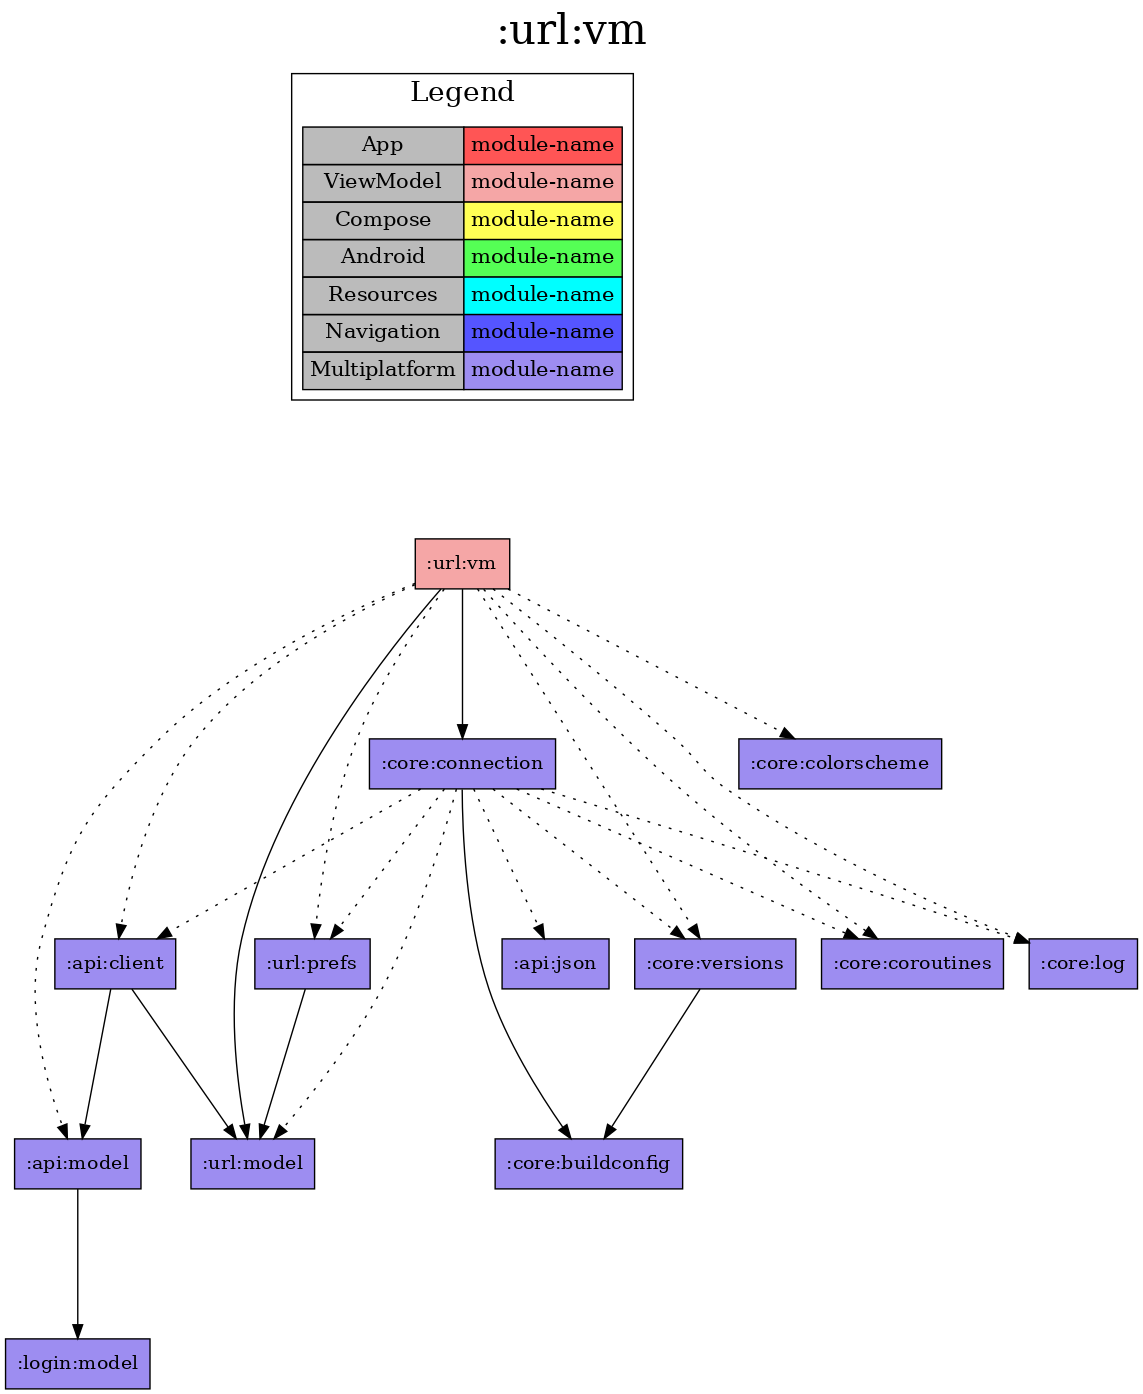 :url:vm
Legend
App module-name
ViewModel module-name
Compose module-name
Android module-name
Resources module-name
Navigation module-name
Multiplatform module-name
:url:vm
:core:connection :core:colorscheme
:api:client :url:prefs :api:json :core:versions :core:coroutines :core:log
:api:model :url:model :core:buildconfig
:login:model